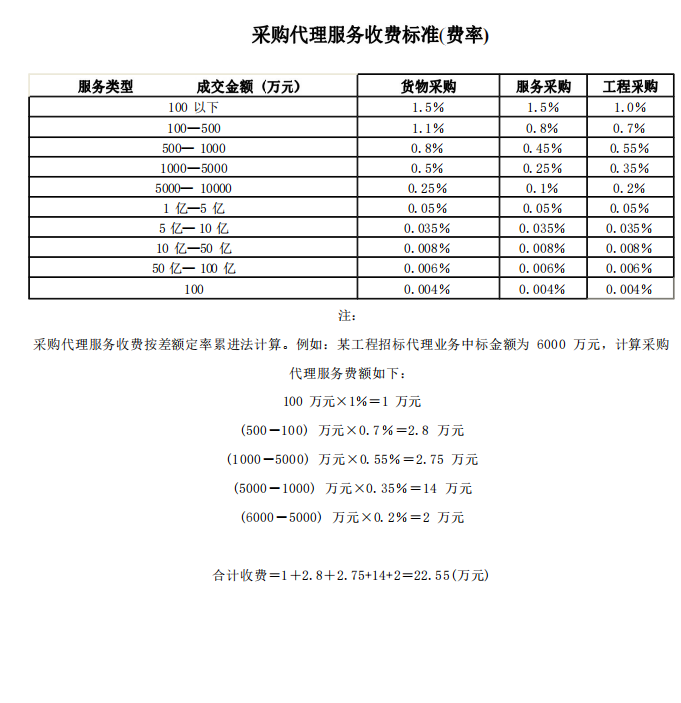 采购代理服务收费标准(费率)
服务类型 成交金额（万元） 货物采购 服务采购 工程采购
100 以下 1.5% 1.5% 1.0%
100—500 1.1% 0.8% 0.7%
500— 1000 0.8% 0.45% 0.55%
1000—5000 0.5% 0.25% 0.35%
5000— 10000 0.25% 0.1% 0.2%
1 亿—5 亿 0.05% 0.05% 0.05%
5 亿— 10 亿 0.035% 0.035% 0.035%
10 亿—50 亿 0.008% 0.008% 0.008%
50 亿— 100 亿 0.006% 0.006% 0.006%
100 0.004% 0.004% 0.004%
注：
采购代理服务收费按差额定率累进法计算。例如：某工程招标代理业务中标金额为 6000 万元，计算采购
代理服务费额如下：
100 万元×1%＝1 万元
(500－100) 万元×0.7%＝2.8 万元
(1000－5000) 万元×0.55%＝2.75 万元
(5000－1000) 万元×0.35%＝14 万元
(6000－5000) 万元×0.2%＝2 万元
合计收费＝1＋2.8＋2.75+14+2＝22.55(万元)